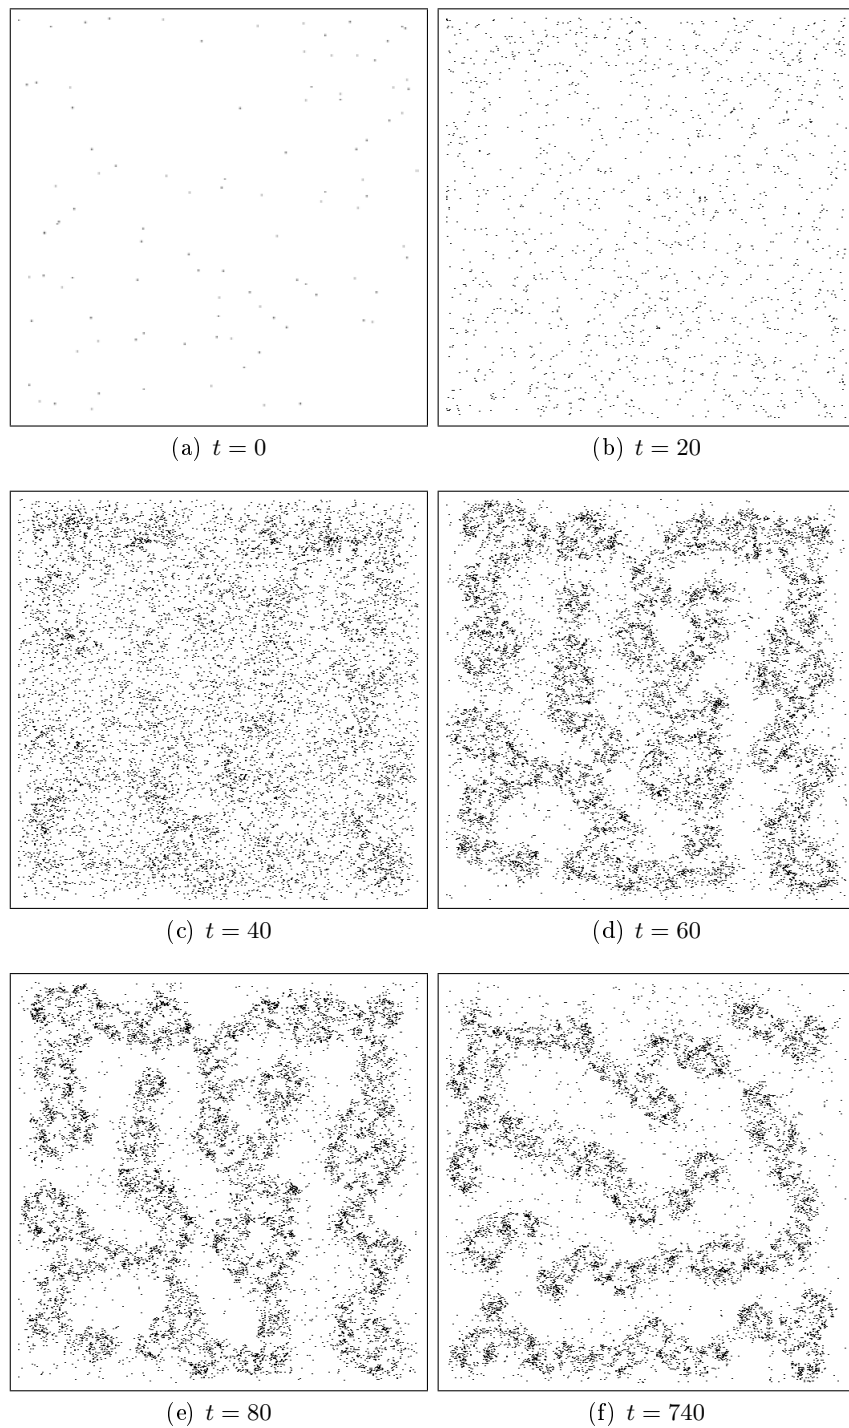 (a) t = 0
(b) t = 20
(c) t = 40
(d) t = 60
(e) t = 80
(f) t = 740